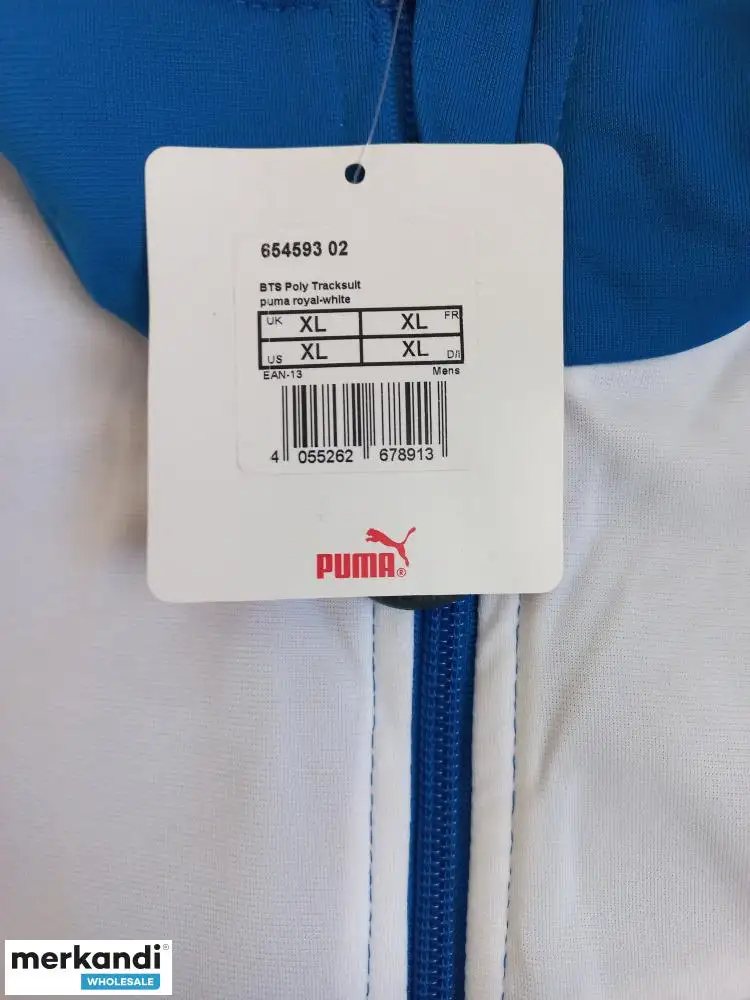 654593 02
BTS Poly Tracksuit
puma royal-white
UK XL XL FR
US XL XL D/I
EAN-13 Mens
4 055262 678913
PUMA®
merkandi®
WHOLESALE